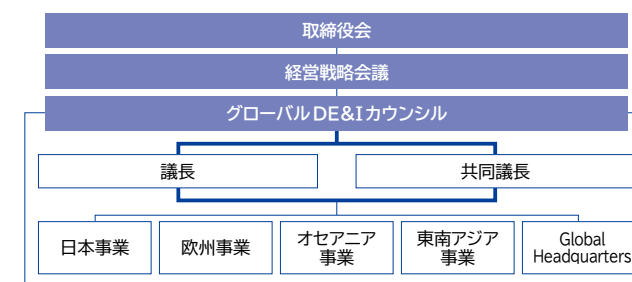 取締役会
経営戦略会議
グローバルDE&Iカウンシル
議長
共同議長
日本事業
欧州事業
オセアニア
事業
東南アジア
事業
Global
Headquarters